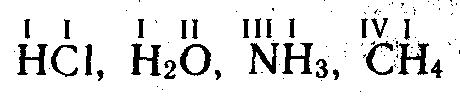 I I I II III I IV I
HCl, H₂O, NH₃, CH₄